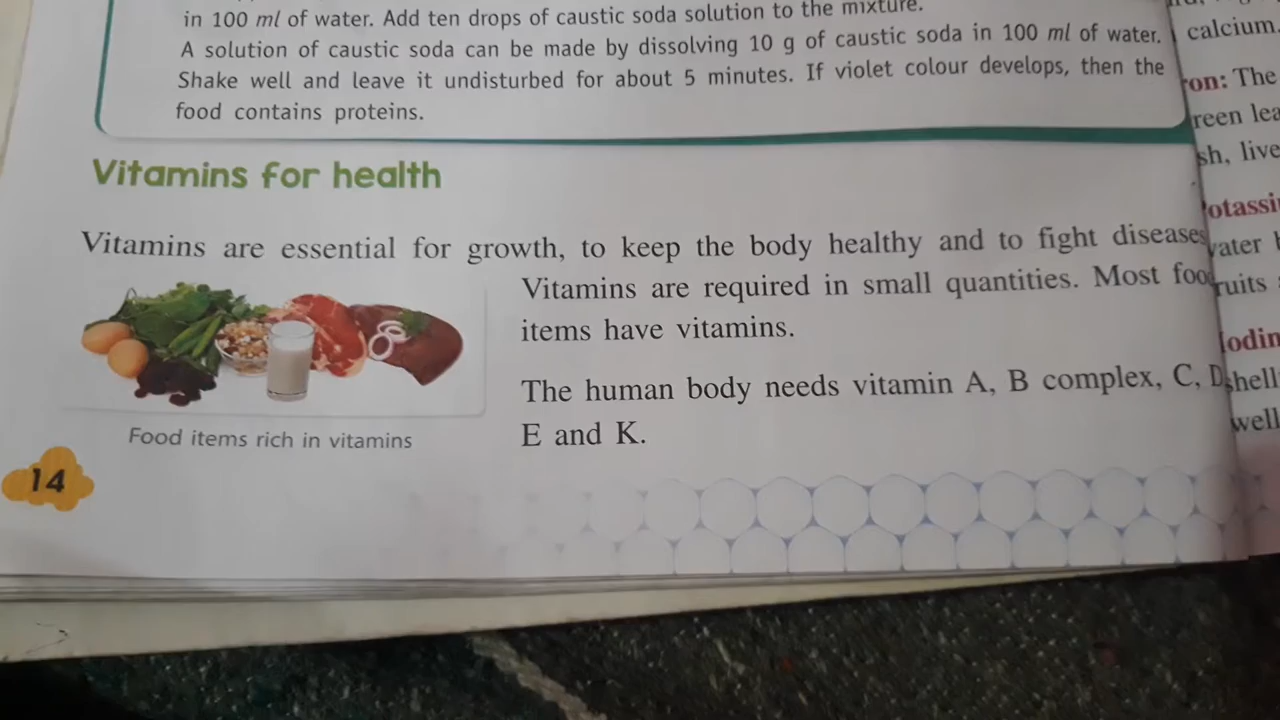 in 100 ml of water. Add ten drops of caustic soda solution to the mixture.
A solution of caustic soda can be made by dissolving 10 g of caustic soda in 100 ml of water.
Shake well and leave it undisturbed for about 5 minutes. If violet colour develops, then the
food contains proteins.
Vitamins for health
Vitamins are essential for growth, to keep the body healthy and to fight diseases
Vitamins are required in small quantities. Most foo
items have vitamins.
The human body needs vitamin A, B complex, C, D
E and K.
Food items rich in vitamins
14
calcium.
on: The
reen lea
sh, live
otassi
vater
ruits
odin
shell
well